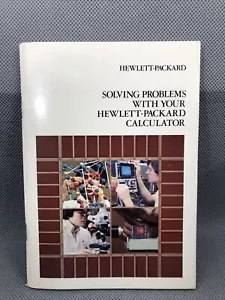 HEWLETT-PACKARD
SOLVING PROBLEMS
WITH YOUR
HEWLETT-PACKARD
CALCULATOR